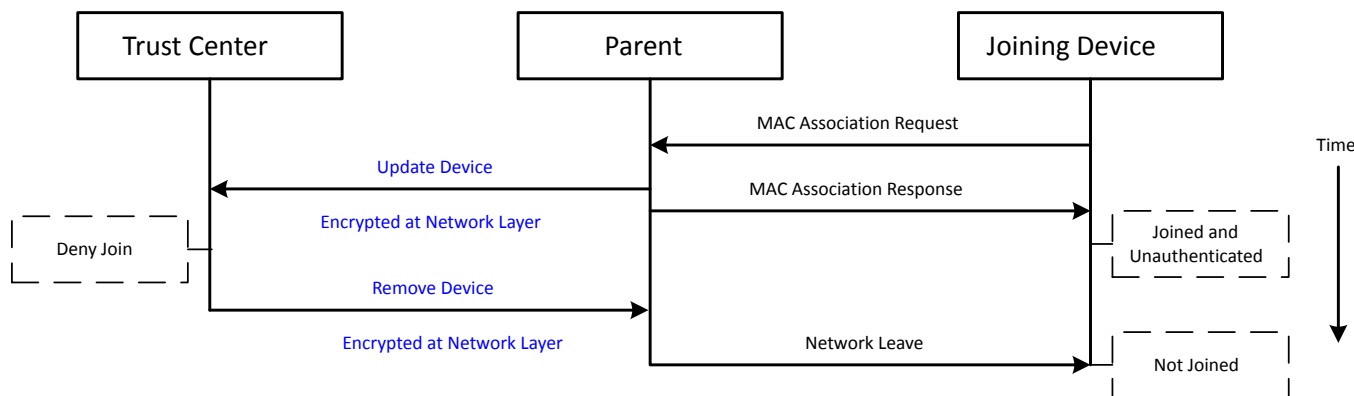 Trust Center
Parent
Joining Device
MAC Association Request
Time
Update Device
MAC Association Response
Encrypted at Network Layer
Deny Join
Joined and
Unauthenticated
Remove Device
Encrypted at Network Layer
Network Leave
Not Joined